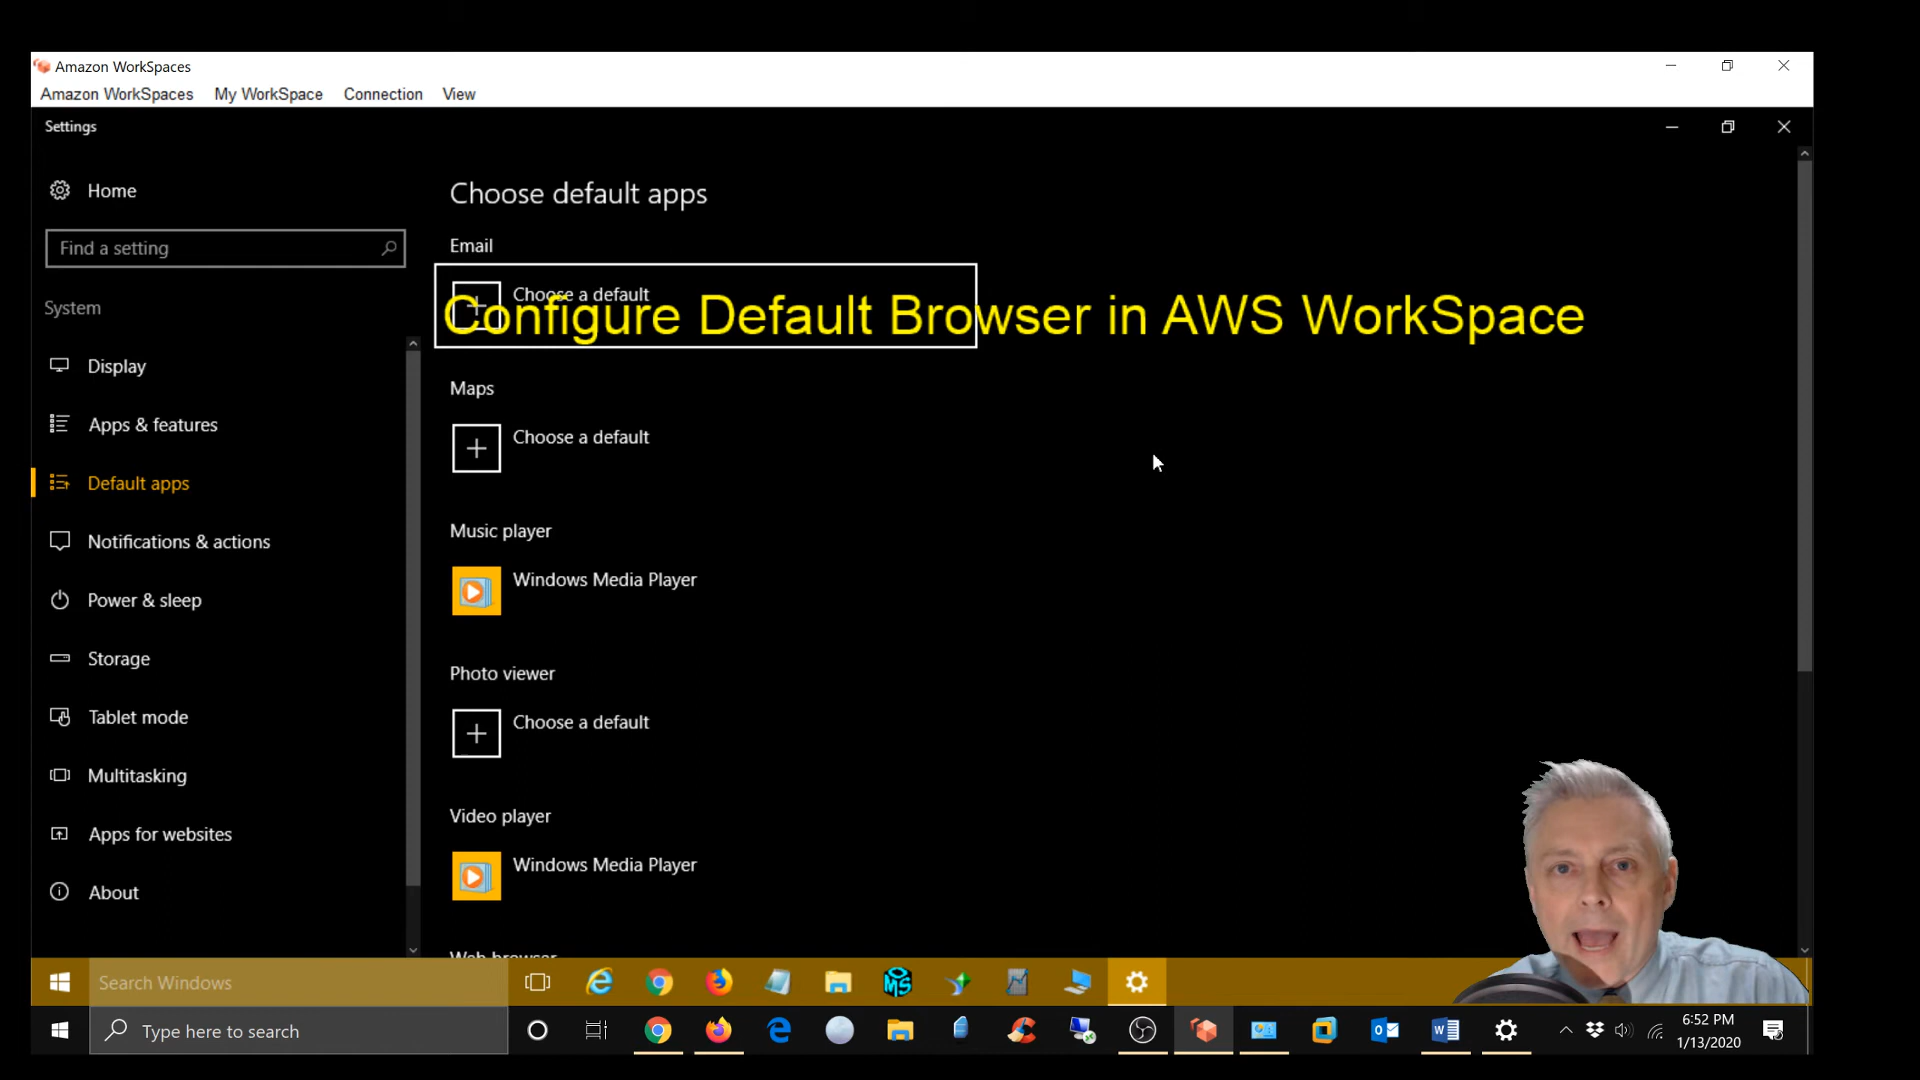 Amazon WorkSpaces
Amazon WorkSpaces My WorkSpace Connection View
Settings
Home
Find a setting
System
Display
Apps & features
Default apps
Notifications & actions
Power & sleep
Storage
Tablet mode
Multitasking
Apps for websites
About
Choose default apps
Email
Choose a default
Configure Default Browser in AWS WorkSpace
Maps
Choose a default
Music player
Windows Media Player
Photo viewer
Choose a default
Video player
Windows Media Player
Web browser
Search Windows
MS
Type here to search
6:52 PM
1/13/2020